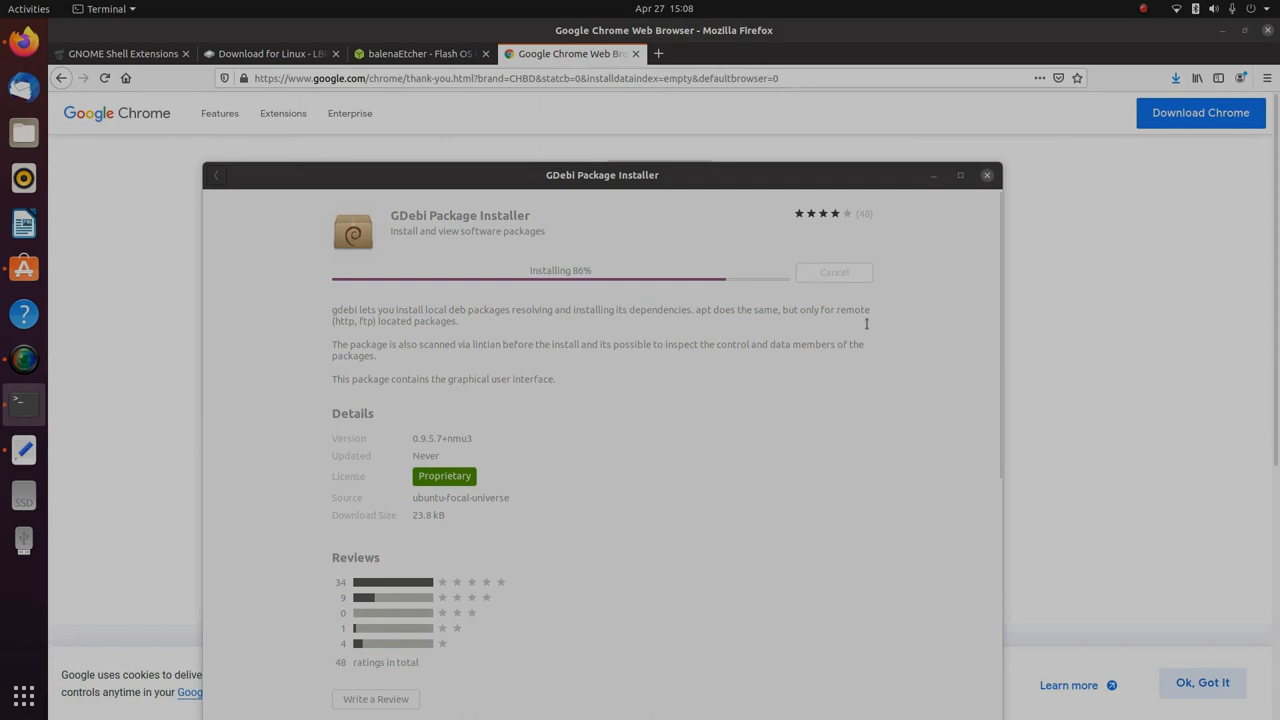 Activities
Terminal
Apr 27 15:08
Google Chrome Web Browser - Mozilla Firefox
GNOME Shell Extensions
Download for Linux - LB
balenaEtcher - Flash OS
Google Chrome Web Br
https://www.google.com/chrome/thank-you.html?brand=CHBD&statcb=0&installdataindex=empty&defaultbrowser=0
Google Chrome
Features
Extensions
Enterprise
Download Chrome
GDebi Package Installer
GDebi Package Installer
(48)
Install and view software packages
Installing 86%
Cancel
gdebi lets you install local deb packages resolving and installing its dependencies. apt does the same, but only for remote
(http, ftp) located packages.
The package is also scanned via lintian before the install and its possible to inspect the control and data members of the
packages.
This package contains the graphical user interface.
Details
Version 0.9.5.7+nmu3
Updated Never
License Proprietary
Source ubuntu-focal-universe
Download Size 23.8 kB
Reviews
34
9
0
1
4
48 ratings in total
Write a Review
Google uses cookies to delive
controls anytime in your Goog
Learn more
Ok, Got it
SSD